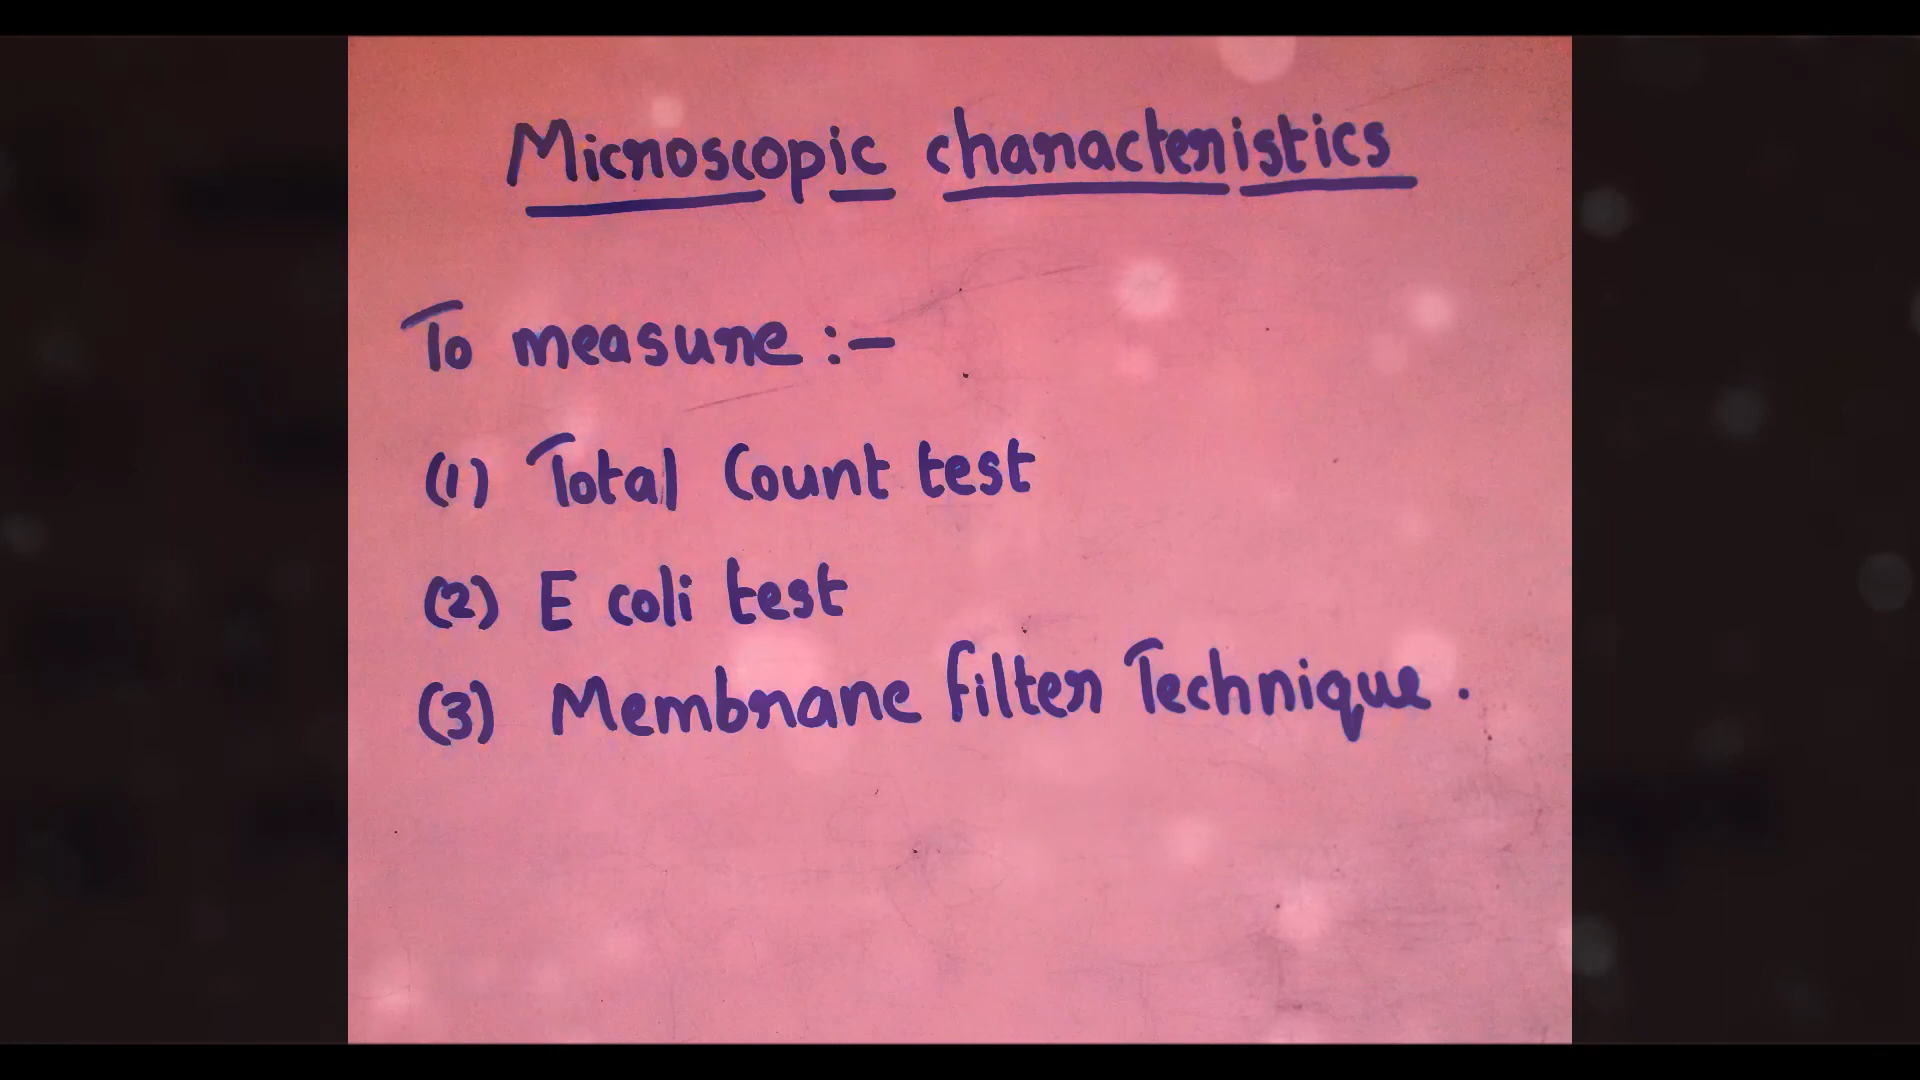 Microscopic characteristics
To measure :-
(1) Total Count test
(2) E coli test
(3) Membrane filter Technique.